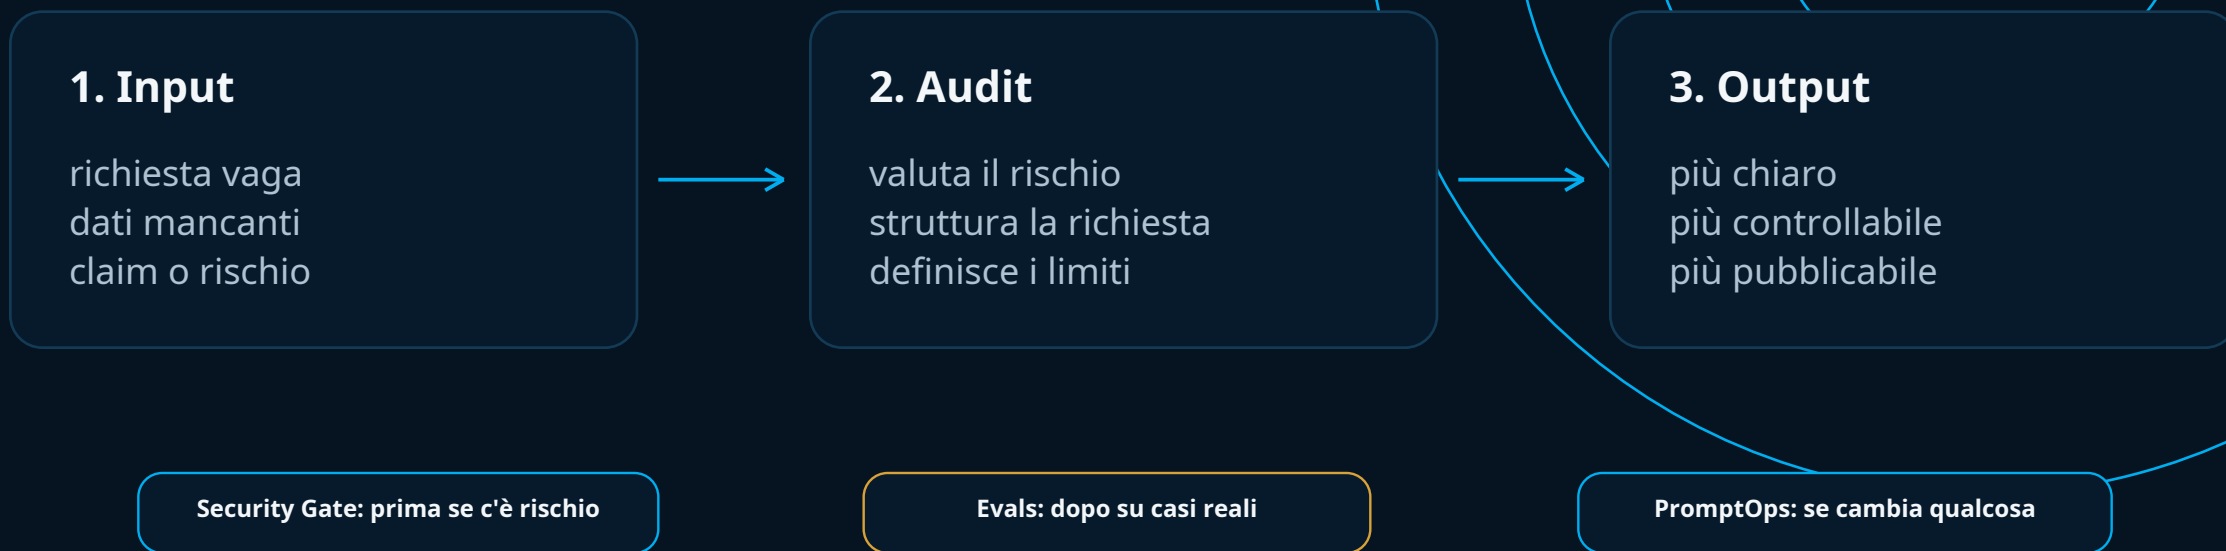 1. Input
richiesta vaga
dati mancanti
claim o rischio
2. Audit
valuta il rischio
struttura la richiesta
definisce i limiti
3. Output
più chiaro
più controllabile
più pubblicabile
Security Gate: prima se c'è rischio
Evals: dopo su casi reali
PromptOps: se cambia qualcosa